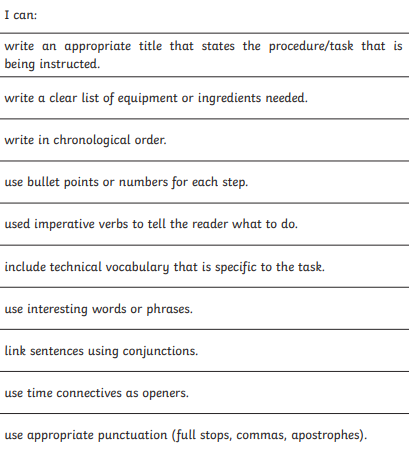 I can:
write an appropriate title that states the procedure/task that is
being instructed.
write a clear list of equipment or ingredients needed.
write in chronological order.
use bullet points or numbers for each step.
used imperative verbs to tell the reader what to do.
include technical vocabulary that is specific to the task.
use interesting words or phrases.
link sentences using conjunctions.
use time connectives as openers.
use appropriate punctuation (full stops, commas, apostrophes).